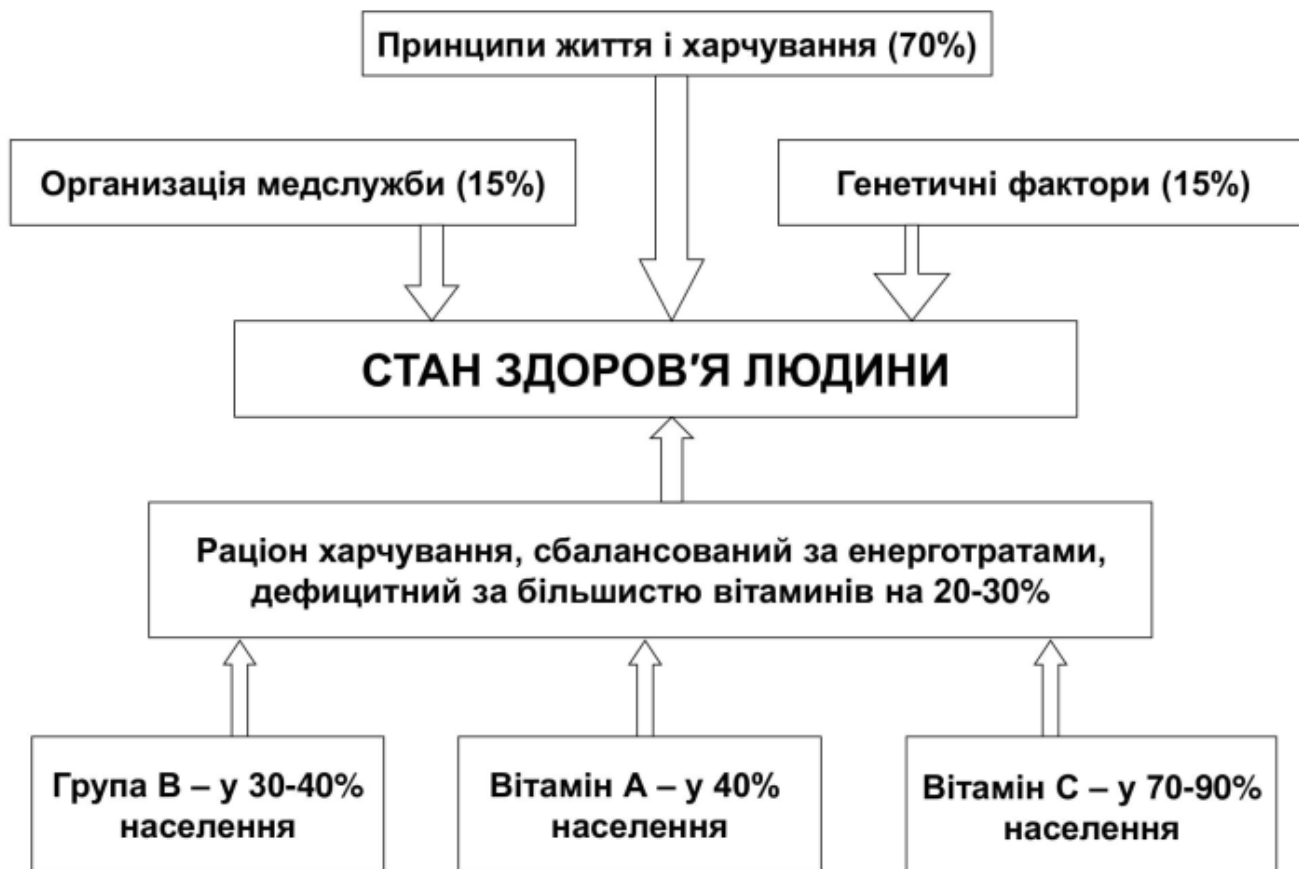 Принципи життя і харчування (70%)
Организація медслужби (15%)
Генетичні фактори (15%)
СТАН ЗДОРОВ'Я ЛЮДИНИ
Раціон харчування, сбалансований за енерготратами,
дефицитний за більшистю вітаминів на 20-30%
Група В – у 30-40%
населення
Вітамін А – у 40%
населення
Вітамін С – у 70-90%
населення